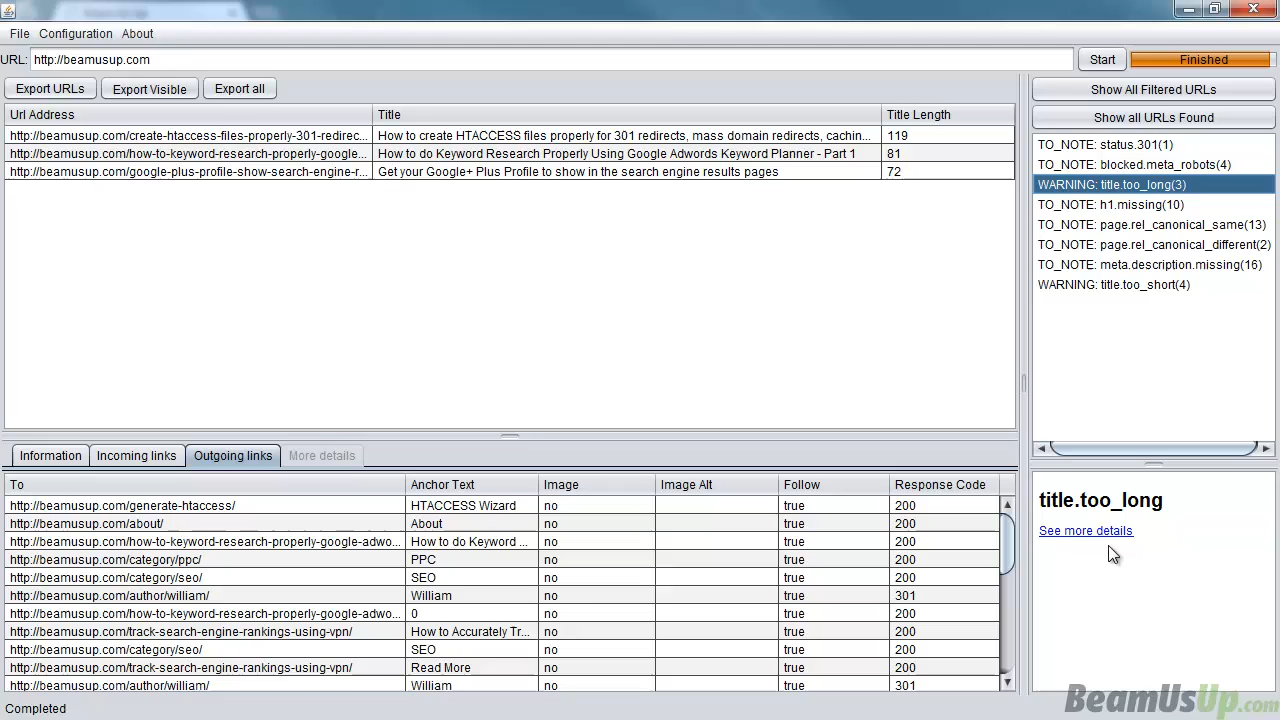 File Configuration About
URL: http://beamusup.com Start Finished
Export URLs Export Visible Export all
Url Address Title Title Length
http://beamusup.com/create-htaccess-files-properly-301-redirec... How to create HTACCESS files properly for 301 redirects, mass domain redirects, cachin... 119
http://beamusup.com/how-to-keyword-research-properly-google... How to do Keyword Research Properly Using Google Adwords Keyword Planner - Part 1 81
http://beamusup.com/google-plus-profile-show-search-engine-r... Get your Google+ Plus Profile to show in the search engine results pages 72
Show All Filtered URLs
Show all URLs Found
TO_NOTE: status.301(1)
TO_NOTE: blocked.meta_robots(4)
WARNING: title.too_long(3)
TO_NOTE: h1.missing(10)
TO_NOTE: page.rel_canonical_same(13)
TO_NOTE: page.rel_canonical_different(2)
TO_NOTE: meta.description.missing(16)
WARNING: title.too_short(4)
Information Incoming links Outgoing links More details
To Anchor Text Image Image Alt Follow Response Code
http://beamusup.com/generate-htaccess/ HTACCESS Wizard no true 200
http://beamusup.com/about/ About no true 200
http://beamusup.com/how-to-keyword-research-properly-google-adwo... How to do Keyword ... no true 200
http://beamusup.com/category/ppc/ PPC no true 200
http://beamusup.com/category/seo/ SEO no true 200
http://beamusup.com/author/william/ William no true 301
http://beamusup.com/how-to-keyword-research-properly-google-adwo... 0 no true 200
http://beamusup.com/track-search-engine-rankings-using-vpn/ How to Accurately Tr... no true 200
http://beamusup.com/category/seo/ SEO no true 200
http://beamusup.com/track-search-engine-rankings-using-vpn/ Read More no true 200
http://beamusup.com/author/william/ William no true 301
title.too_long
See more details
Completed
BeamUsUp.com